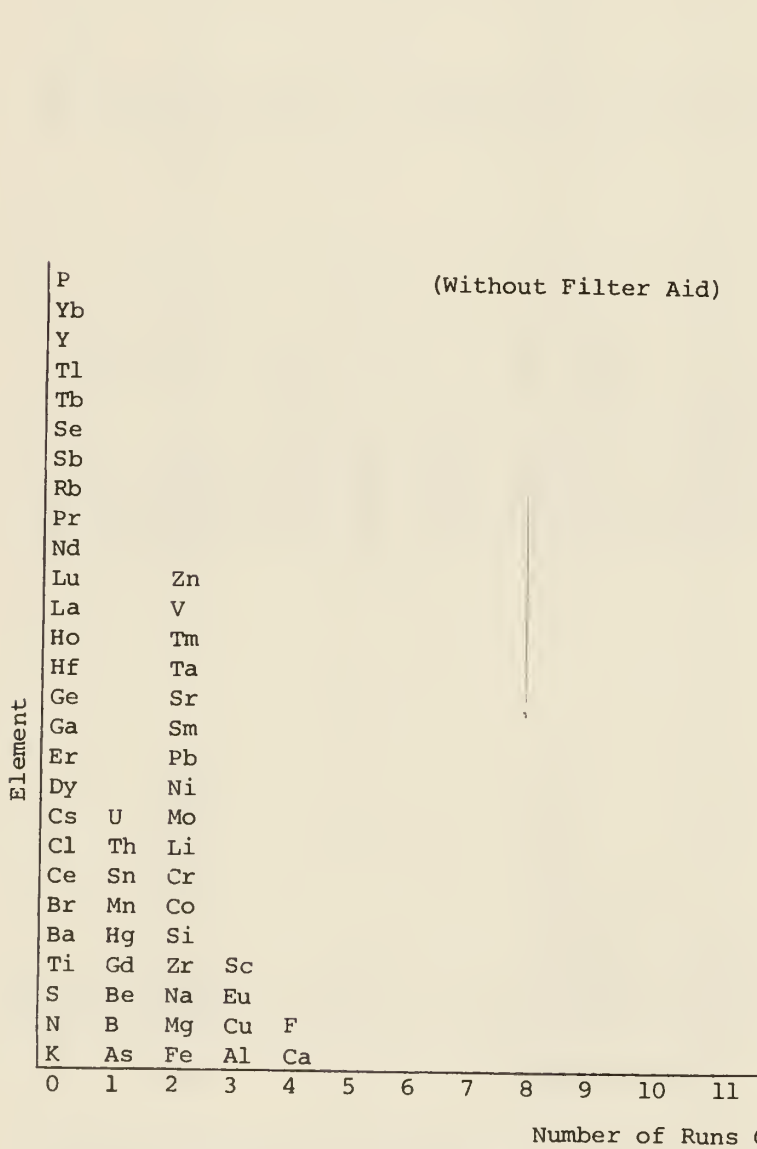 P (Without Filter Aid)
Yb
Y
Tl
Tb
Se
Sb
Rb
Pr
Nd
Lu Zn
La V
Ho Tm
Hf Ta
Ge Sr
Ga Sm
Er Pb
Dy Ni
Cs U Mo
Cl Th Li
Ce Sn Cr
Br Mn Co
Ba Hg Si
Ti Gd Zr Sc
S Be Na Eu
N B Mg Cu F
K As Fe Al Ca
Element
0 1 2 3 4 5 6 7 8 9 10 11
Number of Runs